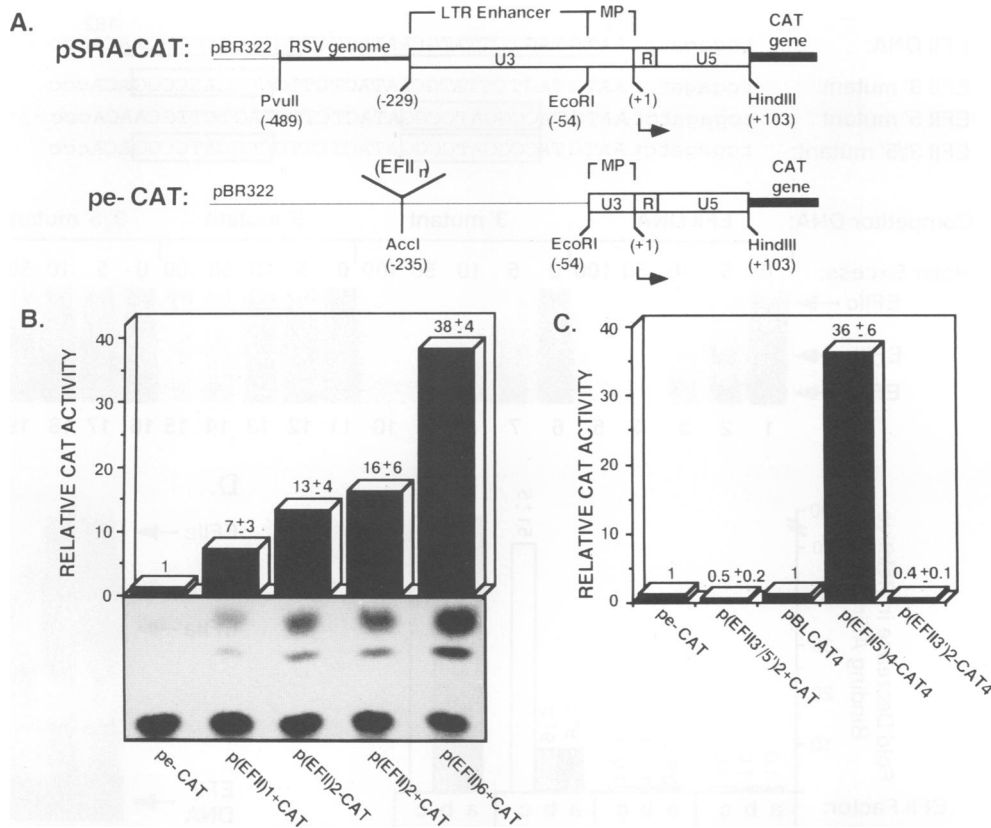 A.
LTR Enhancer MP
pSRA-CAT: pBR322 RSV genome U3 R U5 CAT gene
PvuII (-489) (-229) EcoRI (-54) (+1) HindIII (+103)
(EFII n)
pe- CAT: pBR322 MP U3 R U5 CAT gene
AccI (-235) EcoRI (-54) (+1) HindIII (+103)
B.
RELATIVE CAT ACTIVITY
40
30
20
10
0
1
7±3
13±4
16±6
38±4
pe-CAT
p(EFII)1+CAT
p(EFII)2-CAT
p(EFII)2+CAT
p(EFII)6+CAT
C.
RELATIVE CAT ACTIVITY
40
30
20
10
0
1
0.5±0.2
1
36±6
0.4±0.1
pe-CAT
p(EFII3'/5')2+CAT
pBLCAT4
p(EFII5')4-CAT4
p(EFII3')2-CAT4